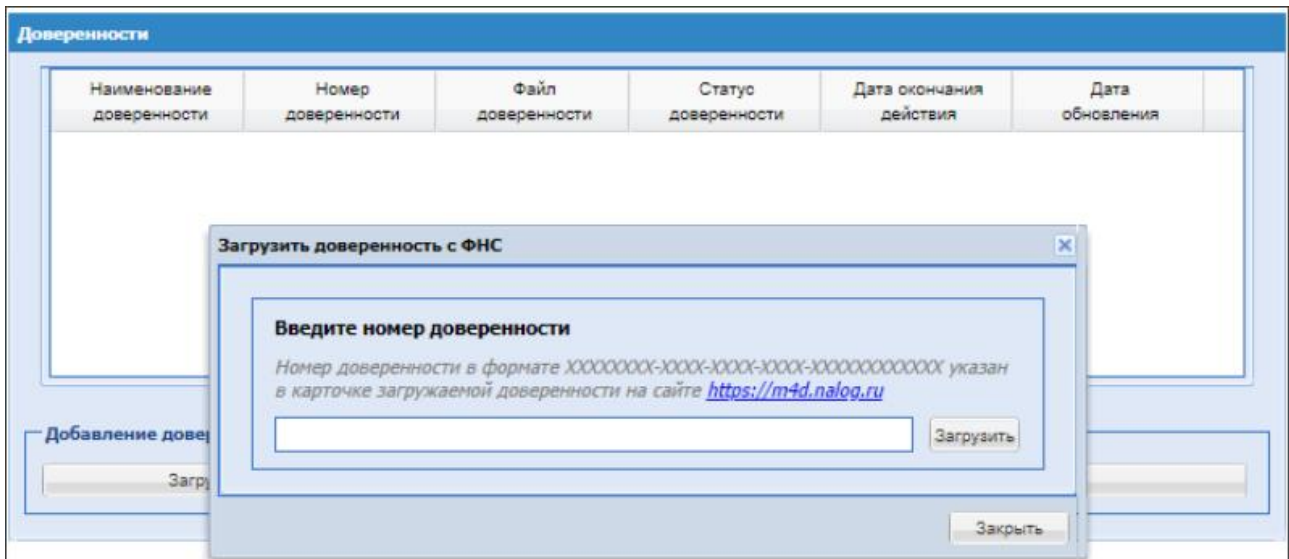 Доверенности
Наименование доверенности
Номер доверенности
Файл доверенности
Статус доверенности
Дата окончания действия
Дата обновления
Загрузить доверенность с ФНС
Введите номер доверенности
Номер доверенности в формате XXXXXXXX-XXXX-XXXX-XXXX-XXXXXXXXXXXX указан
в карточке загружаемой доверенности на сайте https://m4d.nalog.ru
Загрузить
Добавление
Закрыть